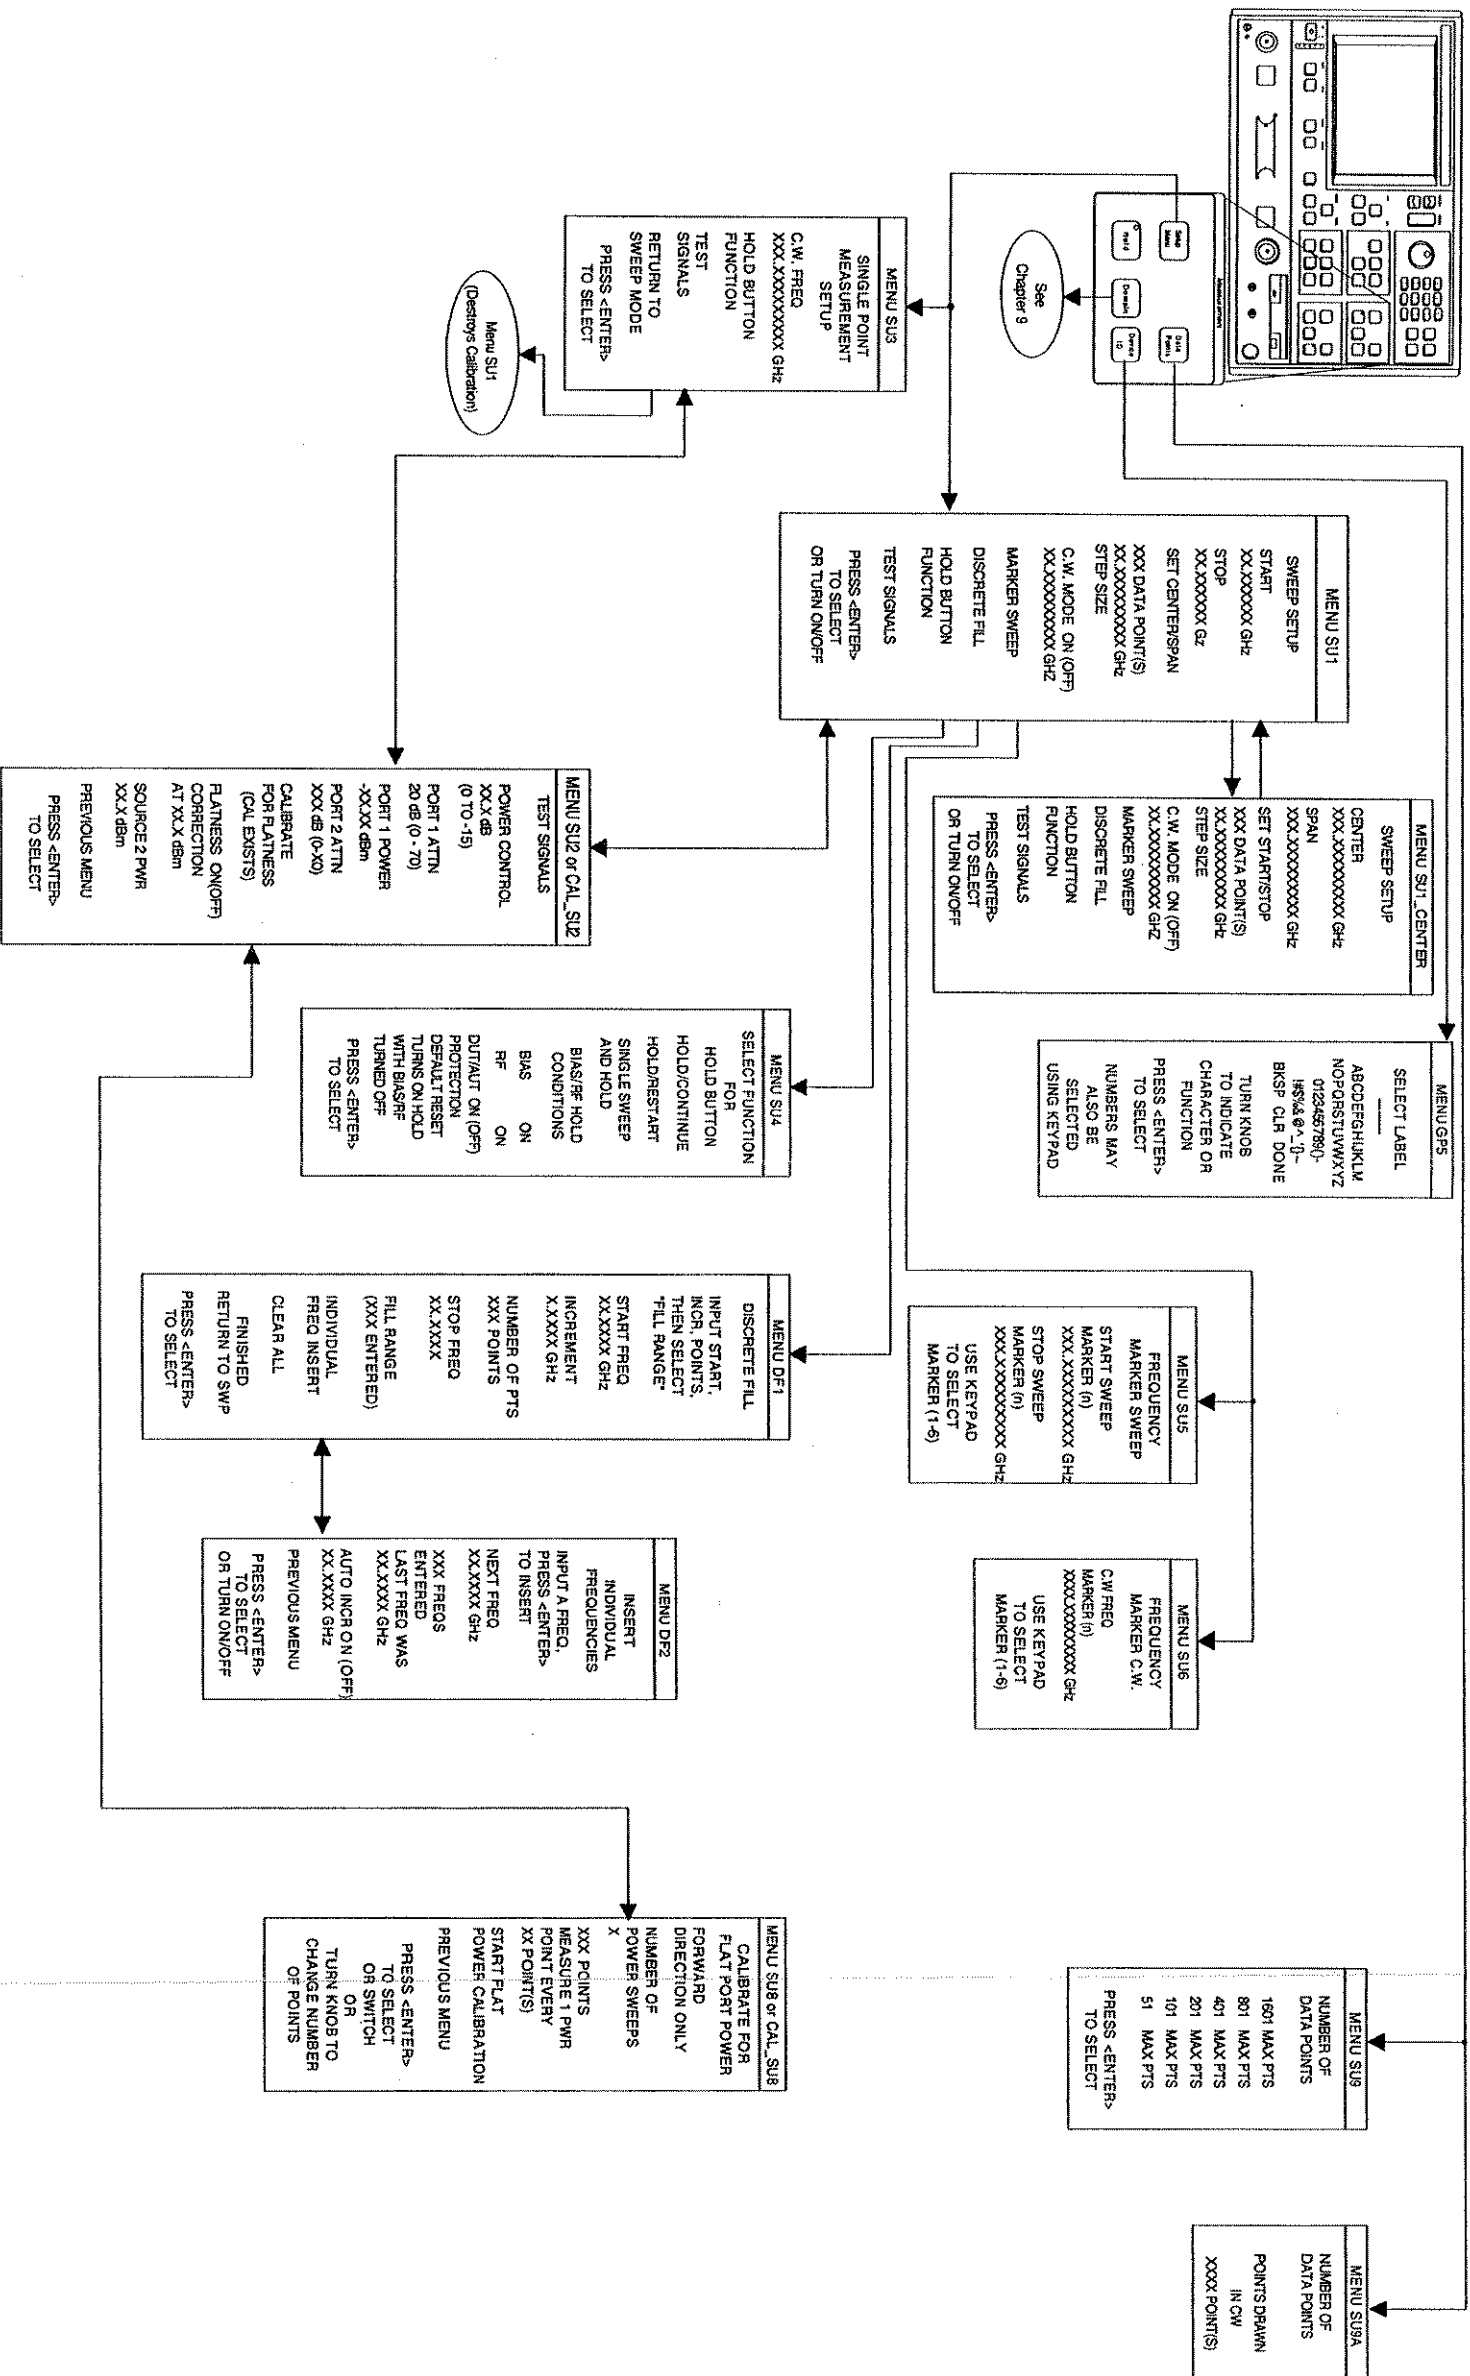 Setup
Menu
Data
Points
Hold
Domain
Device
ID
See
Chapter 9
MENU SU3
SINGLE POINT
MEASUREMENT
SETUP
C.W. FREQ
XXX.XXXXXXXXX GHz
HOLD BUTTON
FUNCTION
TEST
SIGNALS
RETURN TO
SWEEP MODE
PRESS <ENTER>
TO SELECT
Menu SU1
(Destroys Calibration)
MENU SU1
SWEEP SETUP
START
XX.XXXXXX GHz
STOP
XX.XXXXXX Gz
SET CENTER/SPAN
XXX DATA POINT(S)
XX.XXXXXXXXX GHz
STEP SIZE
C.W. MODE ON (OFF)
XX.XXXXXXXXX GHZ
MARKER SWEEP
DISCRETE FILL
HOLD BUTTON
FUNCTION
TEST SIGNALS
PRESS <ENTER>
TO SELECT
OR TURN ON/OFF
MENU SU1_CENTER
SWEEP SETUP
CENTER
XXX.XXXXXXXXX GHz
SPAN
XXX.XXXXXXXXX GHz
SET START/STOP
XXX DATA POINT(S)
XX.XXXXXXXXX GHz
STEP SIZE
C.W. MODE ON (OFF)
XX.XXXXXXXXX GHZ
MARKER SWEEP
DISCRETE FILL
HOLD BUTTON
FUNCTION
TEST SIGNALS
PRESS <ENTER>
TO SELECT
OR TURN ON/OFF
MENU SU2 or CAL_SU2
TEST SIGNALS
POWER CONTROL
XX.X dB
(0 TO -15)
PORT 1 ATTN
20 dB (0 - 70)
PORT 1 POWER
-XX.XX dBm
PORT 2 ATTN
XXX dB (0-X0)
CALIBRATE
FOR FLATNESS
(CAL EXISTS)
FLATNESS ON(OFF)
CORRECTION
AT XX.X dBm
SOURCE 2 PWR
XX.X dBm
PREVIOUS MENU
PRESS <ENTER>
TO SELECT
MENU GP5
SELECT LABEL
ABCDEFGHIJKLM
NOPQRSTUVWXYZ
0123456789()-
BKSP CLR DONE
TURN KNOB
TO INDICATE
CHARACTER OR
FUNCTION
PRESS <ENTER>
TO SELECT
NUMBERS MAY
ALSO BE
SELECTED
USING KEYPAD
MENU SU4
SELECT FUNCTION
FOR
HOLD BUTTON
HOLD/CONTINUE
HOLD/RESTART
SINGLE SWEEP
AND HOLD
BIAS/RF HOLD
CONDITIONS
BIAS ON
RF ON
DUT/AUT ON (OFF)
PROTECTION
DEFAULT RESET
TURNS ON HOLD
WITH BIAS/RF
TURNED OFF
PRESS <ENTER>
TO SELECT
MENU DF1
DISCRETE FILL
INPUT START,
INCR, POINTS,
THEN SELECT
"FILL RANGE"
START FREQ
XX.XXXX GHz
INCREMENT
X.XXXX GHz
NUMBER OF PTS
XXX POINTS
STOP FREQ
XX.XXXX
FILL RANGE
(XXX ENTERED)
INDIVIDUAL
FREQ INSERT
CLEAR ALL
FINISHED
RETURN TO SWP
PRESS <ENTER>
TO SELECT
MENU SU5
FREQUENCY
MARKER SWEEP
START SWEEP
MARKER (n)
XXX.XXXXXXXXX GHz
STOP SWEEP
MARKER (n)
XXX.XXXXXXXXX GHz
USE KEYPAD
TO SELECT
MARKER (1-6)
MENU DF2
INSERT
INDIVIDUAL
FREQUENCIES
INPUT A FREQ,
PRESS <ENTER>
TO INSERT
NEXT FREQ
XX.XXXX GHz
XXX FREQS
ENTERED
LAST FREQ WAS
XX.XXXX GHz
AUTO INCR ON (OFF)
XX.XXXX GHz
PREVIOUS MENU
PRESS <ENTER>
TO SELECT
OR TURN ON/OFF
MENU SU6
FREQUENCY
MARKER C.W.
C.W FREQ
MARKER (n)
XXX.XXXXXXXXX GHz
USE KEYPAD
TO SELECT
MARKER (1-6)
MENU SU8 or CAL_SU8
CALIBRATE FOR
FLAT PORT POWER
FORWARD
DIRECTION ONLY
NUMBER OF
POWER SWEEPS
X
XXX POINTS
MEASURE 1 PWR
POINT EVERY
XX POINT(S)
START FLAT
POWER CALIBRATION
PREVIOUS MENU
PRESS <ENTER>
TO SELECT
OR SWITCH
OR
TURN KNOB TO
CHANGE NUMBER
OF POINTS
MENU SU9
NUMBER OF
DATA POINTS
1601 MAX PTS
801 MAX PTS
401 MAX PTS
201 MAX PTS
101 MAX PTS
51 MAX PTS
PRESS <ENTER>
TO SELECT
MENU SU9A
NUMBER OF
DATA POINTS
POINTS DRAWN
IN CW
XXXX POINT(S)